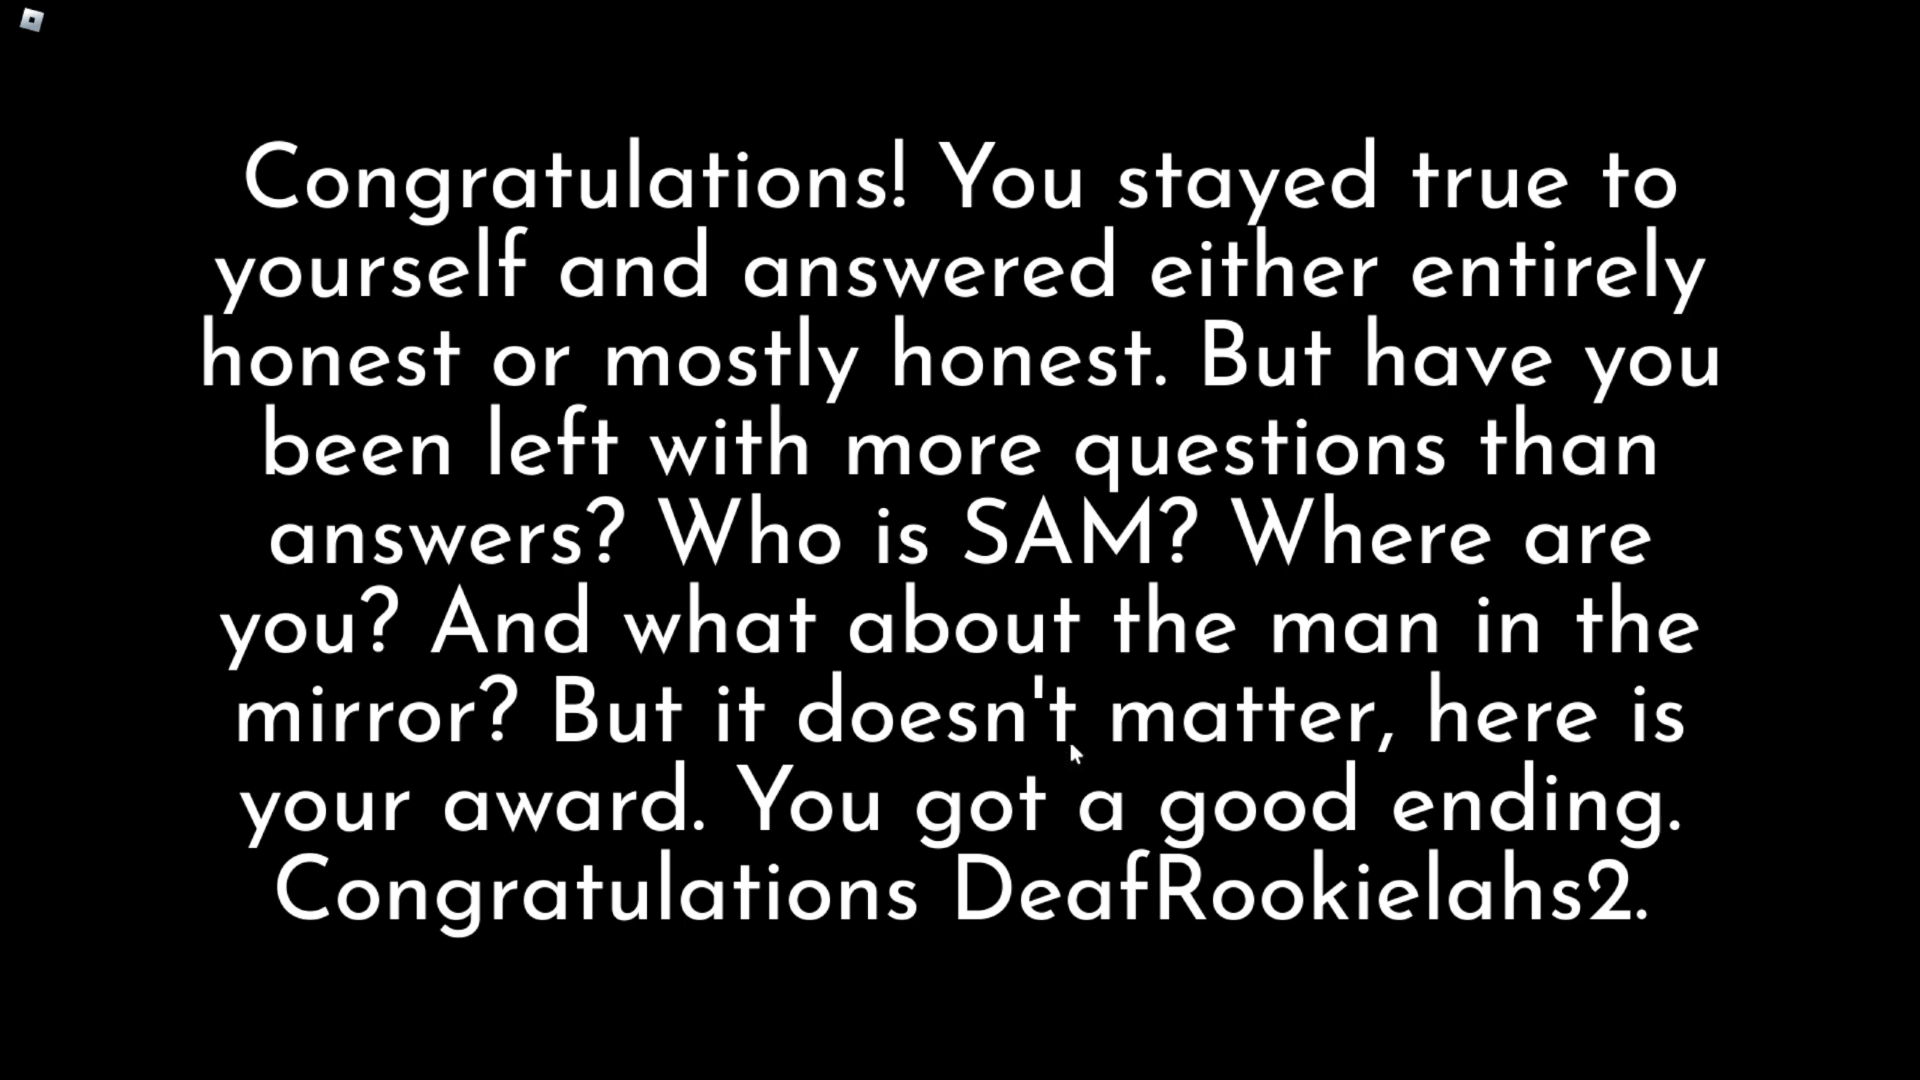 Congratulations! You stayed true to
yourself and answered either entirely
honest or mostly honest. But have you
been left with more questions than
answers? Who is SAM? Where are
you? And what about the man in the
mirror? But it doesn't matter, here is
your award. You got a good ending.
Congratulations DeafRookielahs2.